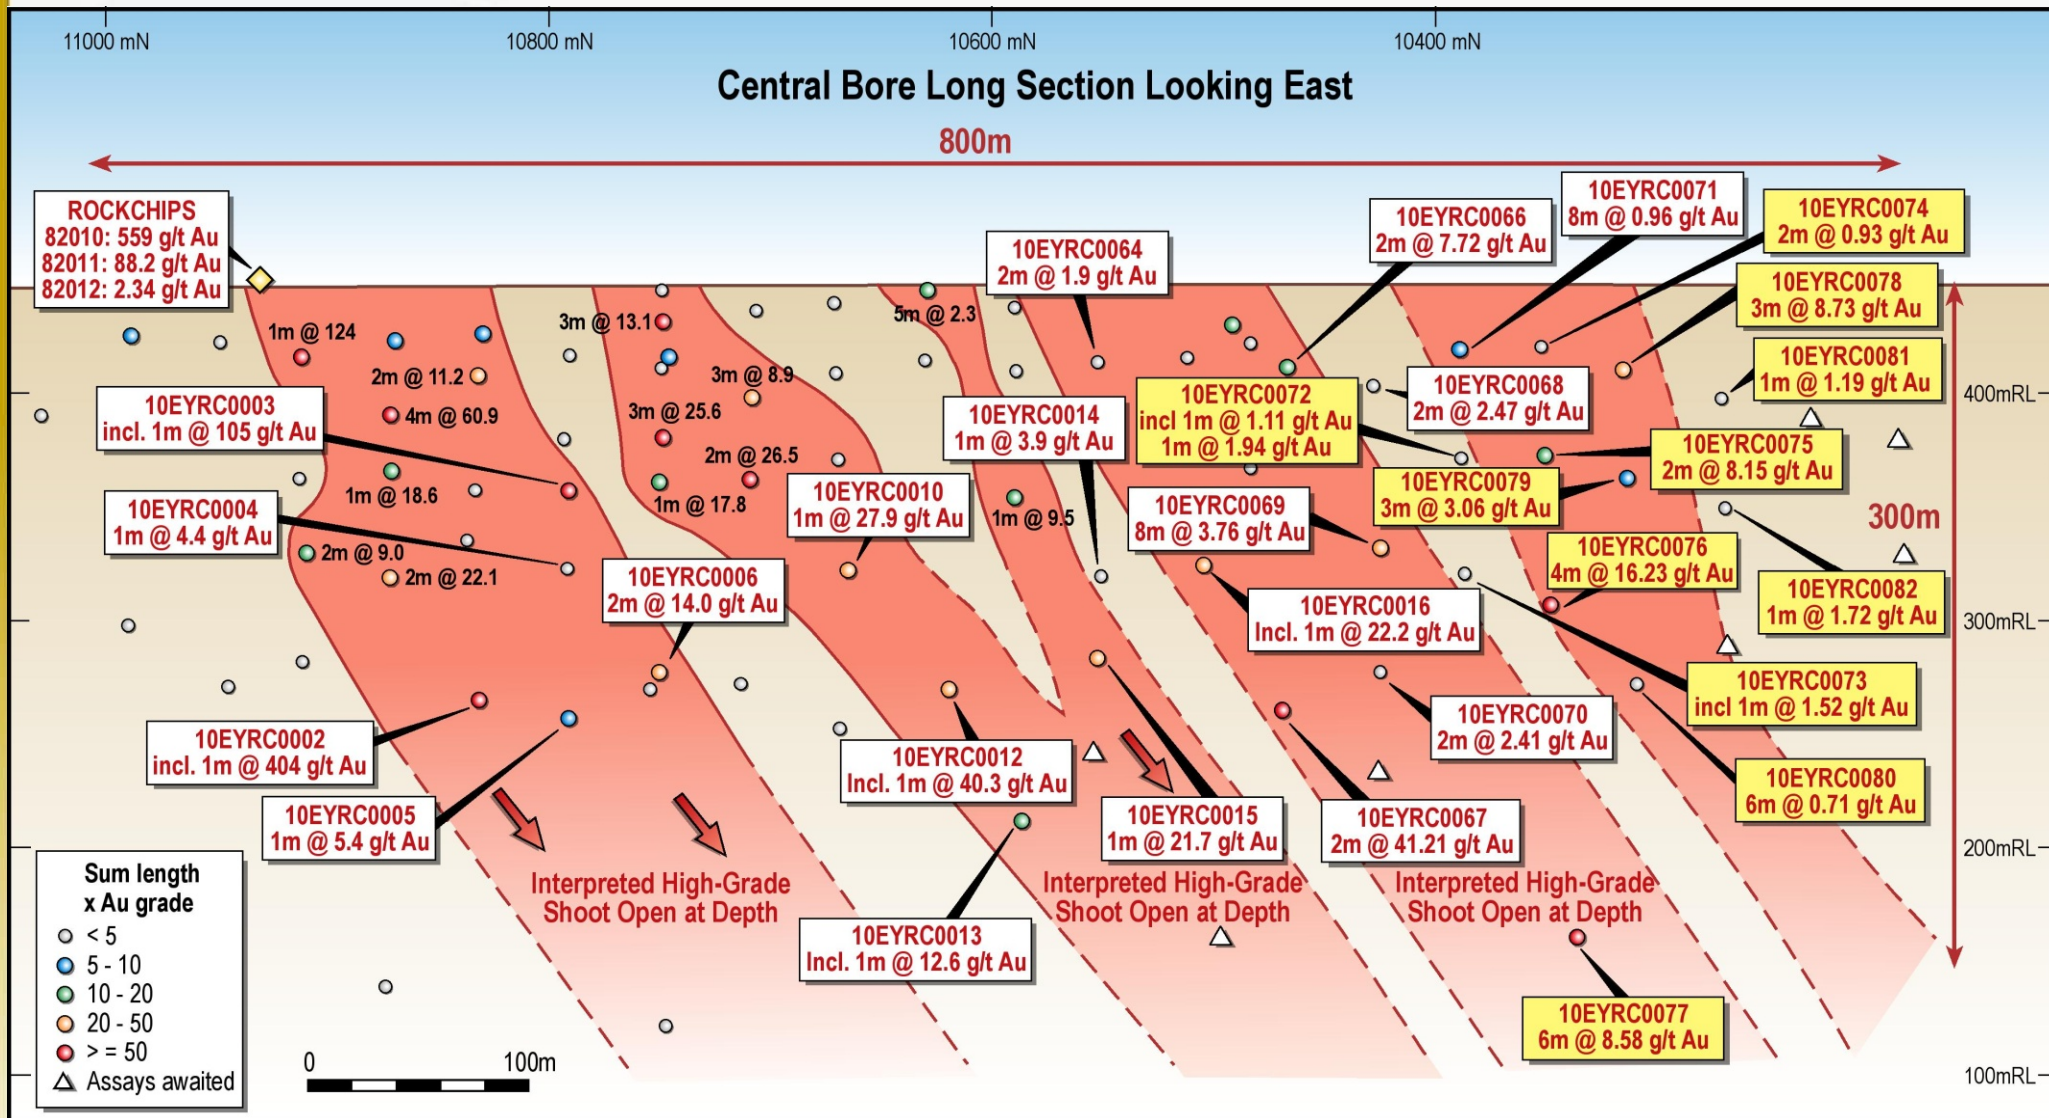 11000 mN
10800 mN
10600 mN
10400 mN
Central Bore Long Section Looking East
800m
ROCKCHIPS
82010: 559 g/t Au
82011: 88.2 g/t Au
82012: 2.34 g/t Au
10EYRC0064
2m @ 1.9 g/t Au
10EYRC0066
2m @ 7.72 g/t Au
10EYRC0071
8m @ 0.96 g/t Au
10EYRC0074
2m @ 0.93 g/t Au
10EYRC0078
3m @ 8.73 g/t Au
10EYRC0081
1m @ 1.19 g/t Au
1m @ 124
3m @ 13.1
5m @ 2.3
2m @ 11.2
3m @ 8.9
4m @ 60.9
3m @ 25.6
2m @ 26.5
1m @ 18.6
1m @ 17.8
1m @ 9.5
2m @ 9.0
2m @ 22.1
400mRL
10EYRC0003
incl. 1m @ 105 g/t Au
10EYRC0014
1m @ 3.9 g/t Au
10EYRC0072
incl 1m @ 1.11 g/t Au
1m @ 1.94 g/t Au
10EYRC0068
2m @ 2.47 g/t Au
10EYRC0075
2m @ 8.15 g/t Au
10EYRC0079
3m @ 3.06 g/t Au
10EYRC0004
1m @ 4.4 g/t Au
10EYRC0010
1m @ 27.9 g/t Au
10EYRC0069
8m @ 3.76 g/t Au
300m
10EYRC0076
4m @ 16.23 g/t Au
10EYRC0006
2m @ 14.0 g/t Au
10EYRC0016
Incl. 1m @ 22.2 g/t Au
10EYRC0082
1m @ 1.72 g/t Au
300mRL
10EYRC0073
incl 1m @ 1.52 g/t Au
10EYRC0002
incl. 1m @ 404 g/t Au
10EYRC0012
Incl. 1m @ 40.3 g/t Au
10EYRC0070
2m @ 2.41 g/t Au
10EYRC0080
6m @ 0.71 g/t Au
10EYRC0005
1m @ 5.4 g/t Au
10EYRC0015
1m @ 21.7 g/t Au
10EYRC0067
2m @ 41.21 g/t Au
200mRL
Interpreted High-Grade
Shoot Open at Depth
Interpreted High-Grade
Shoot Open at Depth
Interpreted High-Grade
Shoot Open at Depth
10EYRC0013
Incl. 1m @ 12.6 g/t Au
10EYRC0077
6m @ 8.58 g/t Au
100mRL
Sum length
x Au grade
< 5
5 - 10
10 - 20
20 - 50
> = 50
Assays awaited
0
100m